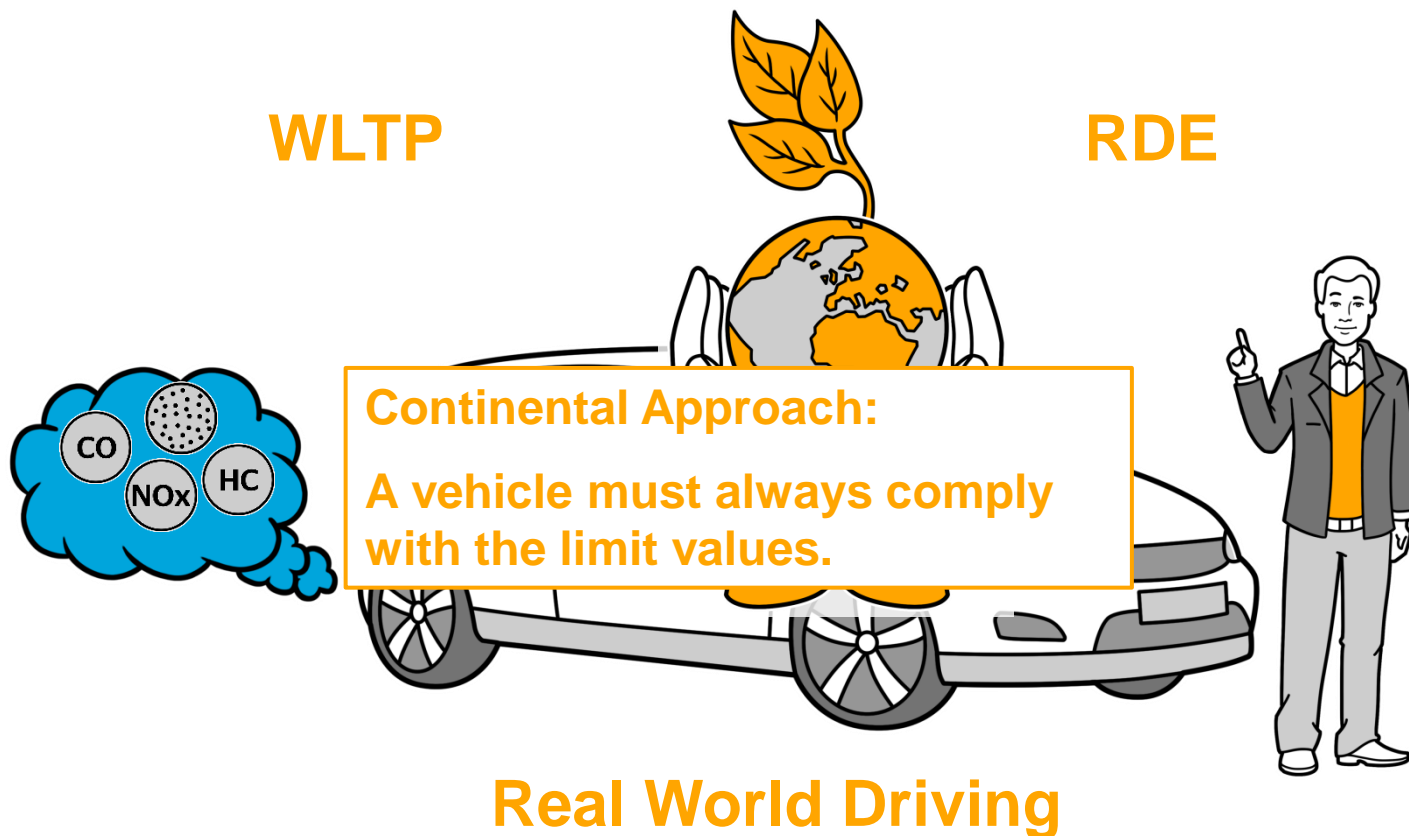 WLTP
RDE
CO
NOx
HC
Continental Approach:
A vehicle must always comply
with the limit values.
Real World Driving